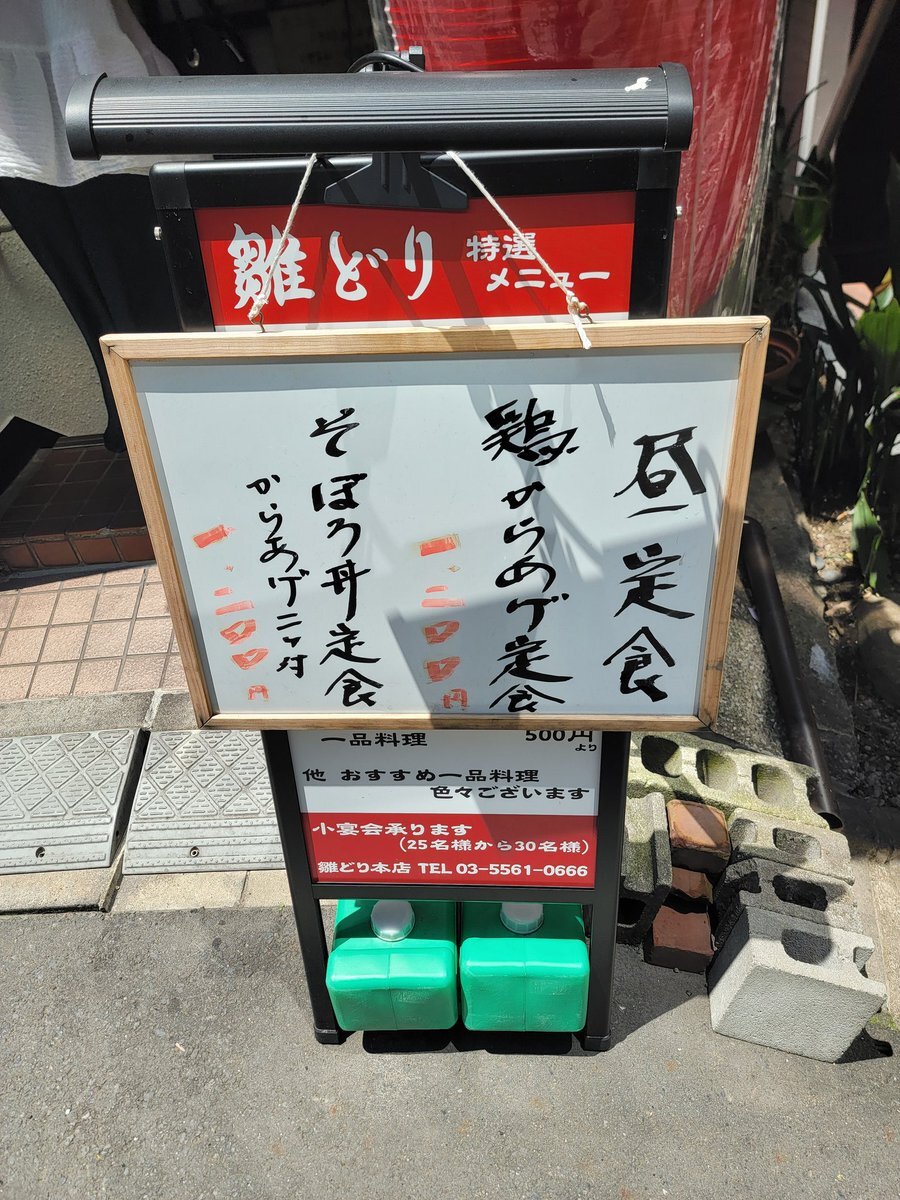 雛どり 特選
メニュー
昼定食
鶏からあげ定食
一、二〇〇円
そぼろ丼定食
からあげ二ヶ付
一、二〇〇円
一品料理 500円より
他 おすすめ一品料理
色々ございます
小宴会承ります
(25名様から30名様)
雛どり本店 TEL 03-5561-0666